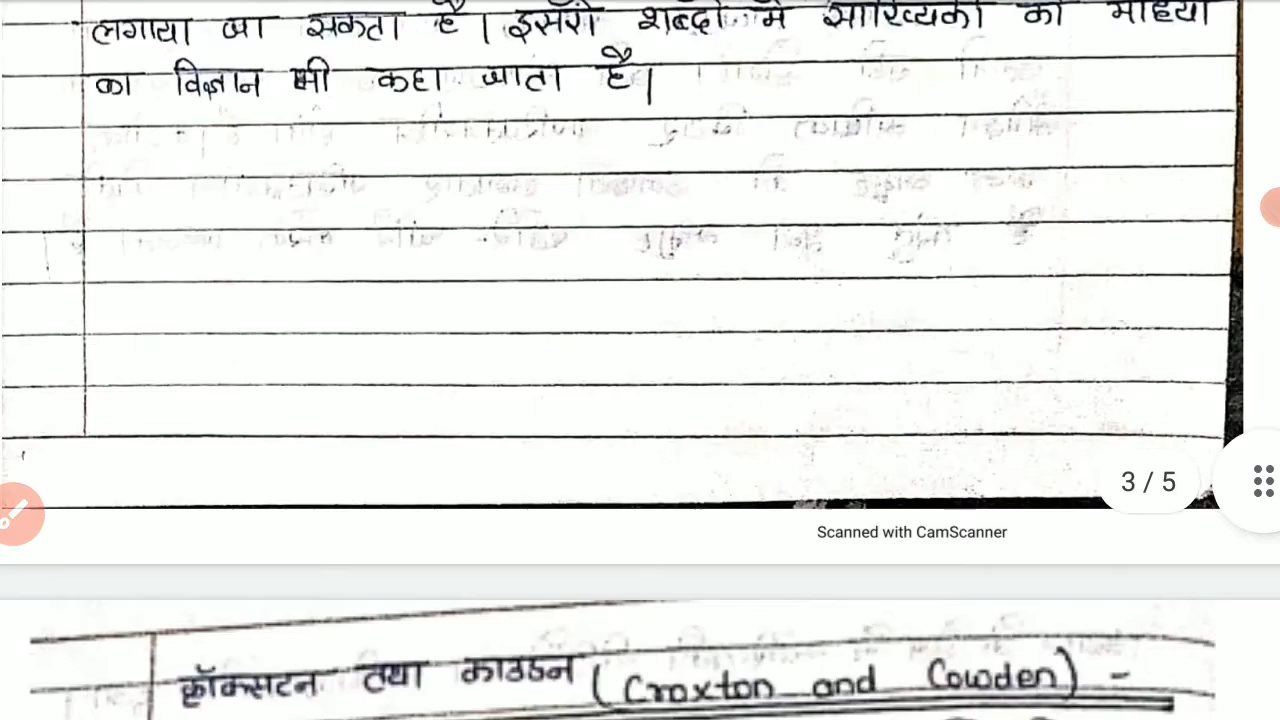 लगाया जा सकता है। दूसरे शब्दों में सांख्यिकी को माध्यों
का विज्ञान भी कहा जाता है।
3 / 5
Scanned with CamScanner
क्रॉक्सटन तथा काउडन (Croxton and Cowden) -